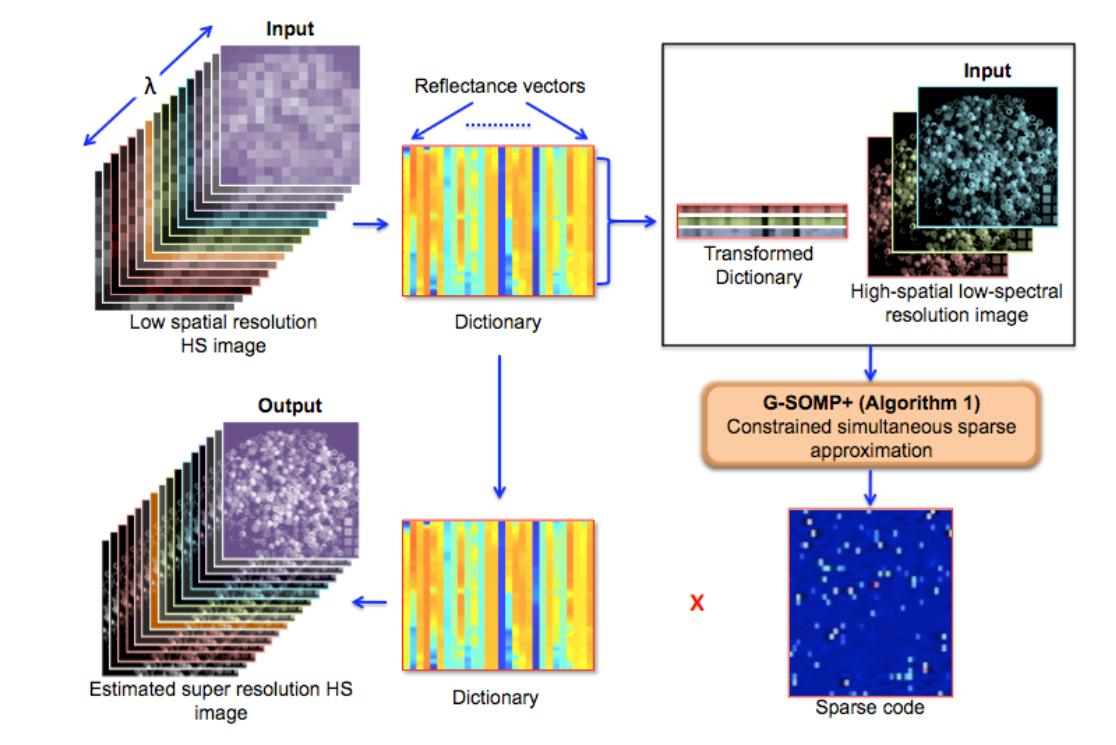 Input
λ
Low spatial resolution
HS image
Reflectance vectors
Dictionary
Input
Transformed
Dictionary
High-spatial low-spectral
resolution image
G-SOMP+ (Algorithm 1)
Constrained simultaneous sparse
approximation
Output
Estimated super resolution HS
image
Dictionary
X
Sparse code